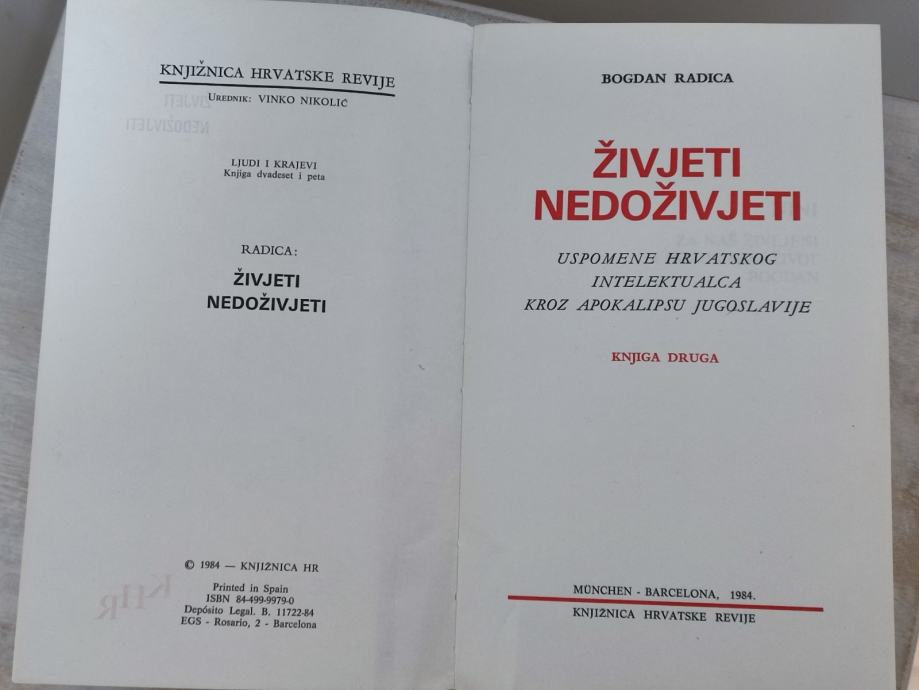 KNJIŽNICA HRVATSKE REVIJE
UREDNIK: VINKO NIKOLIĆ
LJUDI I KRAJEVI
Knjiga dvadeset i peta
RADICA:
ŽIVJETI
NEDOŽIVJETI
© 1984 — KNJIŽNICA HR
Printed in Spain
ISBN 84-499-9979-0
Depósito Legal. B. 11722-84
EGS - Rosario, 2 - Barcelona
KHR
BOGDAN RADICA
ŽIVJETI
NEDOŽIVJETI
USPOMENE HRVATSKOG
INTELEKTUALCA
KROZ APOKALIPSU JUGOSLAVIJE
KNJIGA DRUGA
MÜNCHEN - BARCELONA, 1984.
KNJIŽNICA HRVATSKE REVIJE